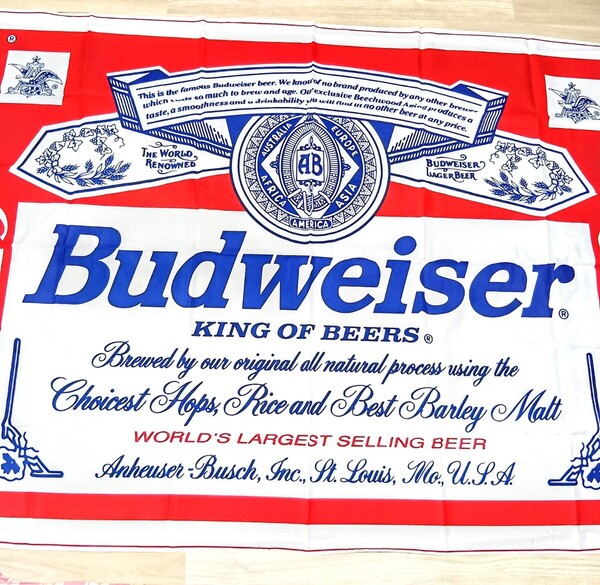 ®
This is the famous Budweiser beer. We know of no brand produced by any other brewer
which costs so much to brew and age. Our exclusive Beechwood Aging produces a
taste, a smoothness and a drinkability you will find in no other beer at any price.
THE WORLD
RENOWNED
AUSTRALIA
EUROPE
AFRICA
ASIA
AMERICA
AB
BUDWEISER
LAGER BEER
Budweiser®
KING OF BEERS®
Brewed by our original all natural process using the
Choicest Hops, Rice and Best Barley Malt
WORLD'S LARGEST SELLING BEER
Anheuser-Busch, Inc., St. Louis, Mo., U.S.A.